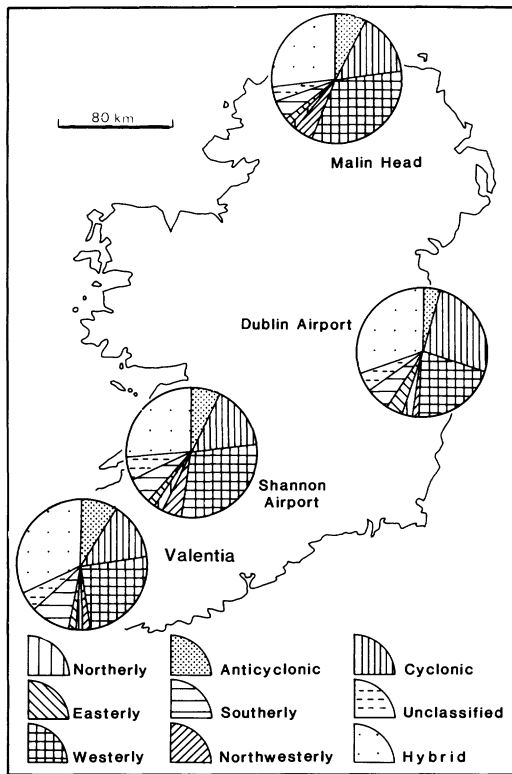 80 km
Malin Head
Dublin Airport
Shannon
Airport
Valentia
Northerly
Anticyclonic
Cyclonic
Easterly
Southerly
Unclassified
Westerly
Northwesterly
Hybrid